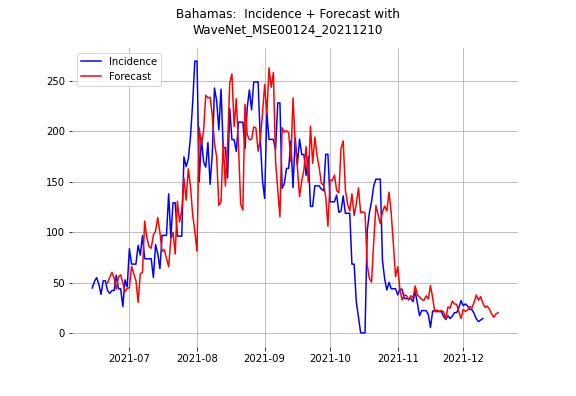 Bahamas:  Incidence + Forecast with
WaveNet_MSE00124_20211210
Incidence
Forecast
250
200
150
100
50
0
2021-07 2021-08 2021-09 2021-10 2021-11 2021-12